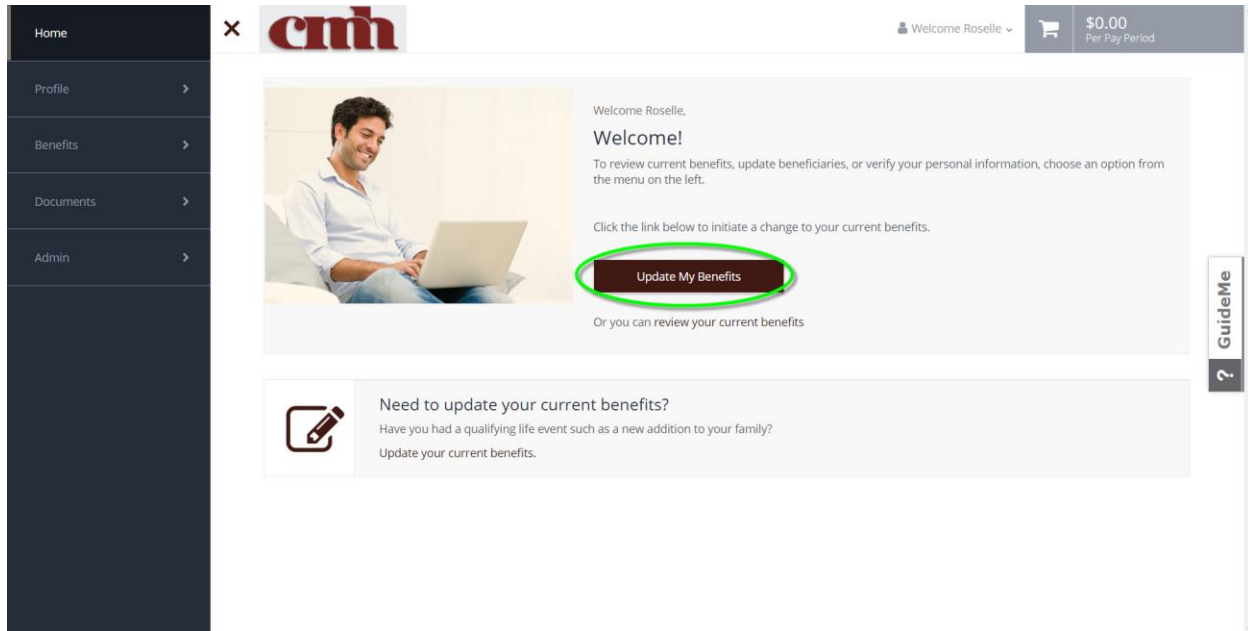 Home
Profile
Benefits
Documents
Admin
cmh
Welcome Roselle
$0.00
Per Pay Period
Welcome Roselle,
Welcome!
To review current benefits, update beneficiaries, or verify your personal information, choose an option from
the menu on the left.
Click the link below to initiate a change to your current benefits.
Update My Benefits
Or you can review your current benefits
Need to update your current benefits?
Have you had a qualifying life event such as a new addition to your family?
Update your current benefits.
? GuideMe